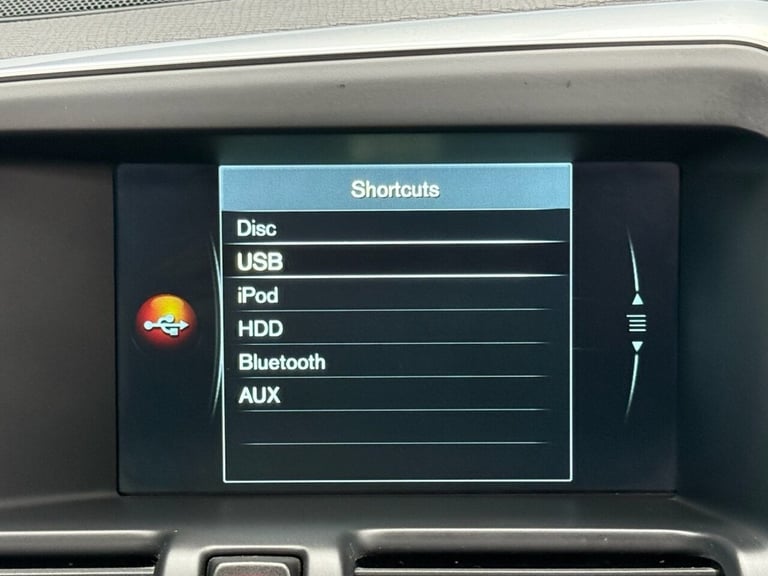 Shortcuts
Disc
USB
iPod
HDD
Bluetooth
AUX